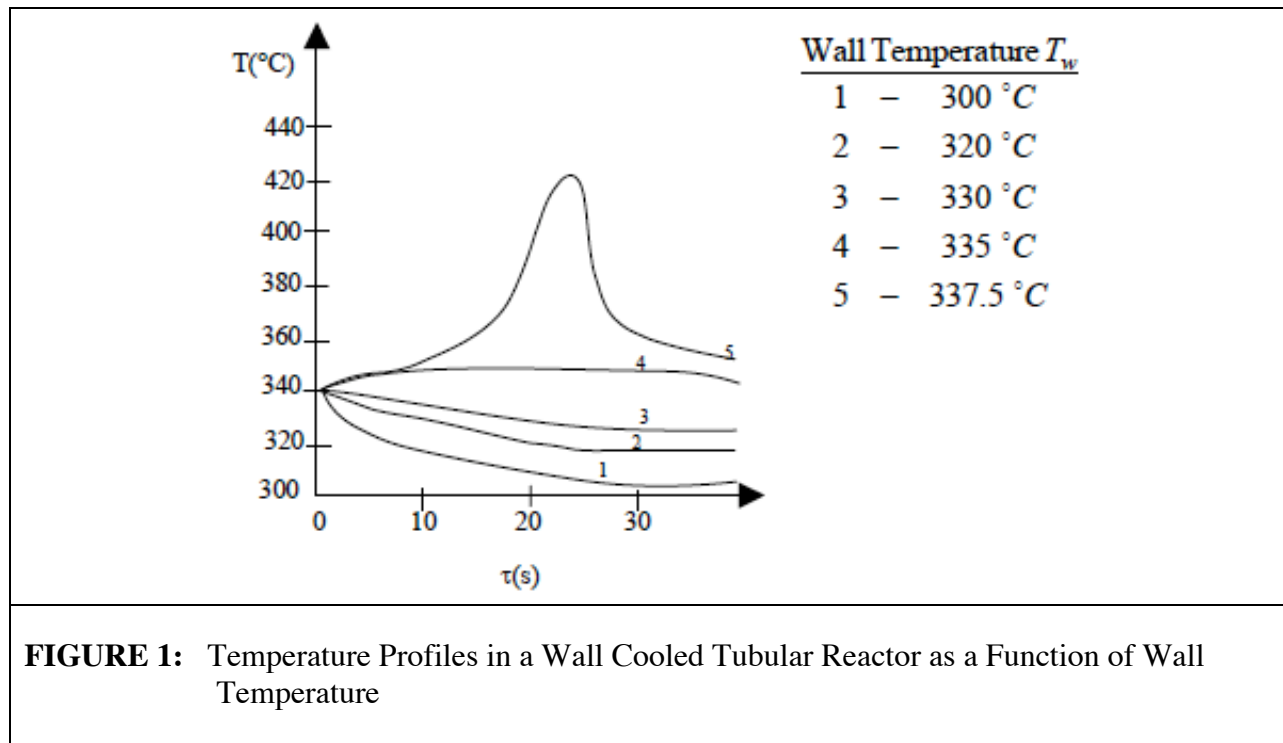 T(°C)
440
420
400
380
360
340
320
300
0 10 20 30
τ(s)
5
4
3
2
1
Wall Temperature T_w
1 – 300 °C
2 – 320 °C
3 – 330 °C
4 – 335 °C
5 – 337.5 °C
FIGURE 1: Temperature Profiles in a Wall Cooled Tubular Reactor as a Function of Wall
Temperature